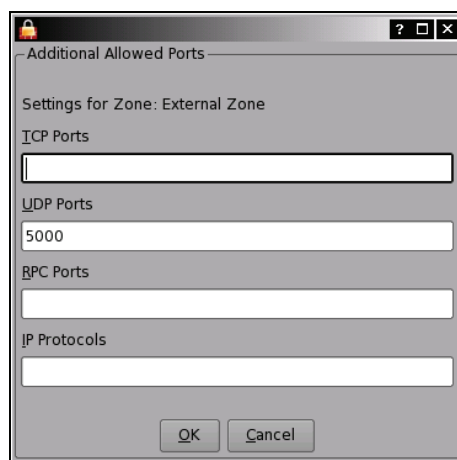 ?
Additional Allowed Ports
Settings for Zone: External Zone
TCP Ports
UDP Ports
5000
RPC Ports
IP Protocols
OK Cancel